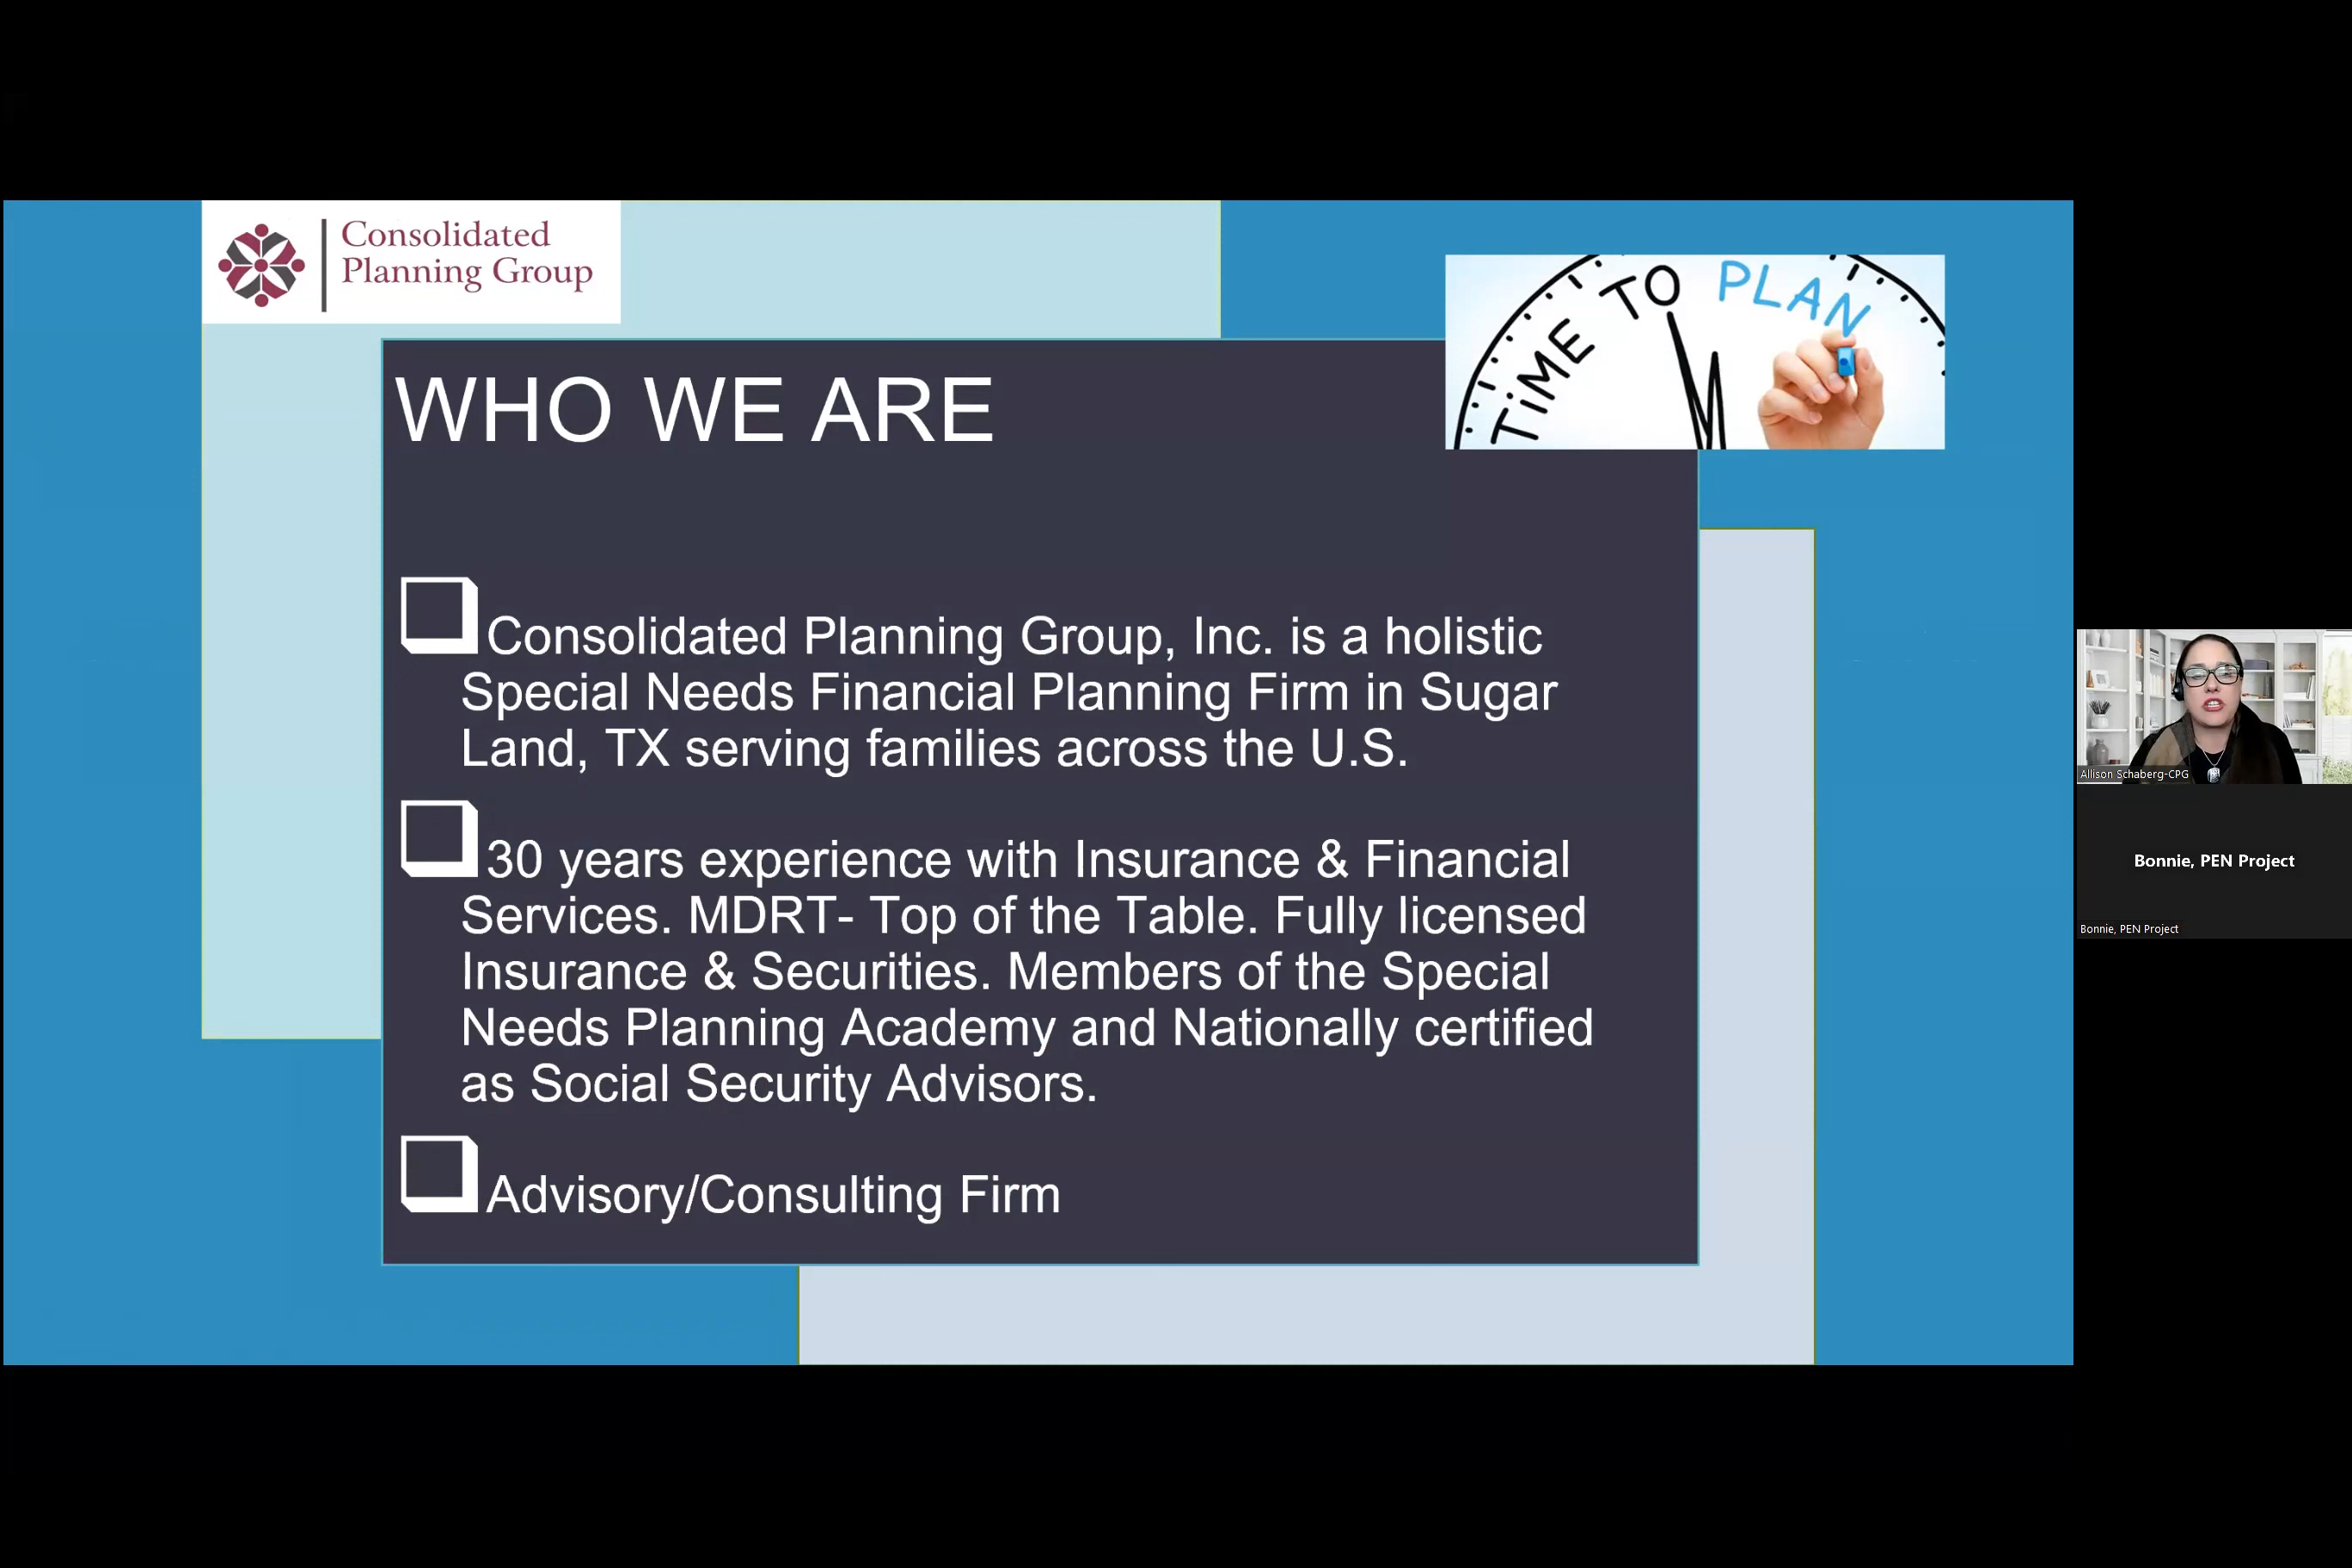 Consolidated
Planning Group
TIME TO PLAN
WHO WE ARE
Consolidated Planning Group, Inc. is a holistic
Special Needs Financial Planning Firm in Sugar
Land, TX serving families across the U.S.
30 years experience with Insurance & Financial
Services. MDRT- Top of the Table. Fully licensed
Insurance & Securities. Members of the Special
Needs Planning Academy and Nationally certified
as Social Security Advisors.
Advisory/Consulting Firm
Allison Schaberg-CPG
Bonnie, PEN Project
Bonnie, PEN Project